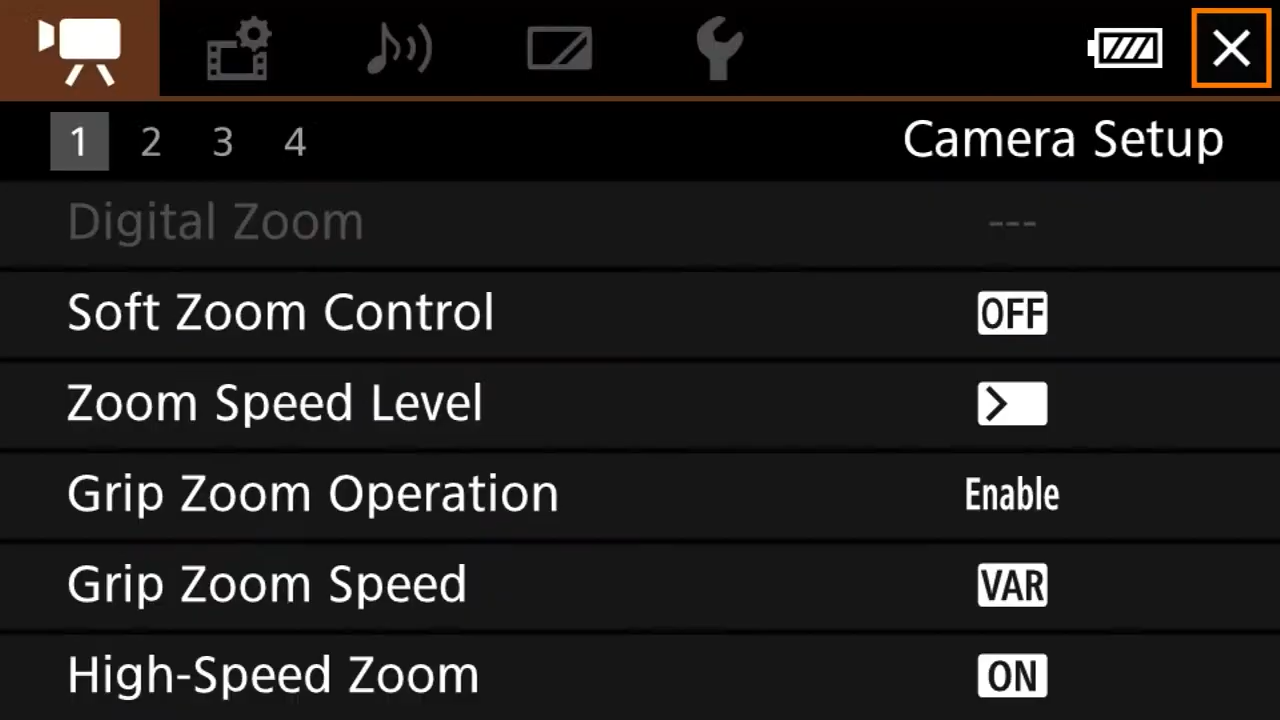 1 2 3 4 Camera Setup
Digital Zoom ---
Soft Zoom Control OFF
Zoom Speed Level >
Grip Zoom Operation Enable
Grip Zoom Speed VAR
High-Speed Zoom ON